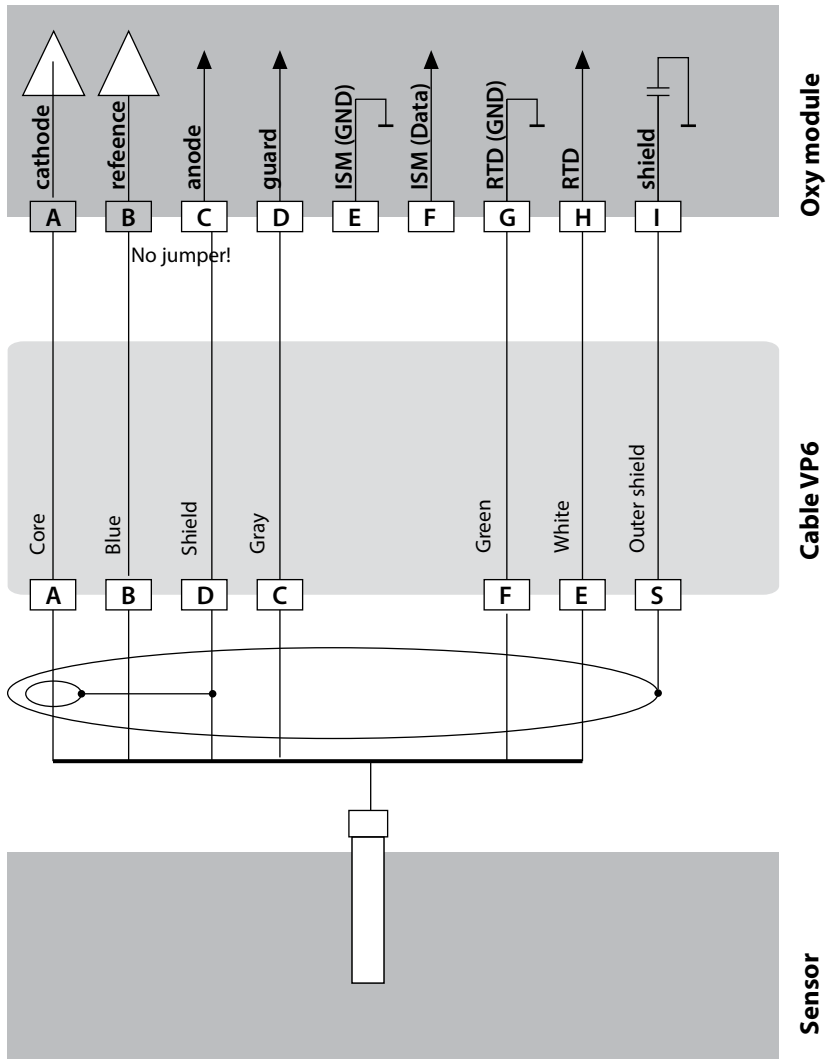 cathode
refeence
anode
guard
ISM (GND)
ISM (Data)
RTD (GND)
RTD
shield
Oxy module
A
B
C
D
E
F
G
H
I
No jumper!
Core
Blue
Shield
Gray
Green
White
Outer shield
Cable VP6
A
B
D
C
F
E
S
Sensor